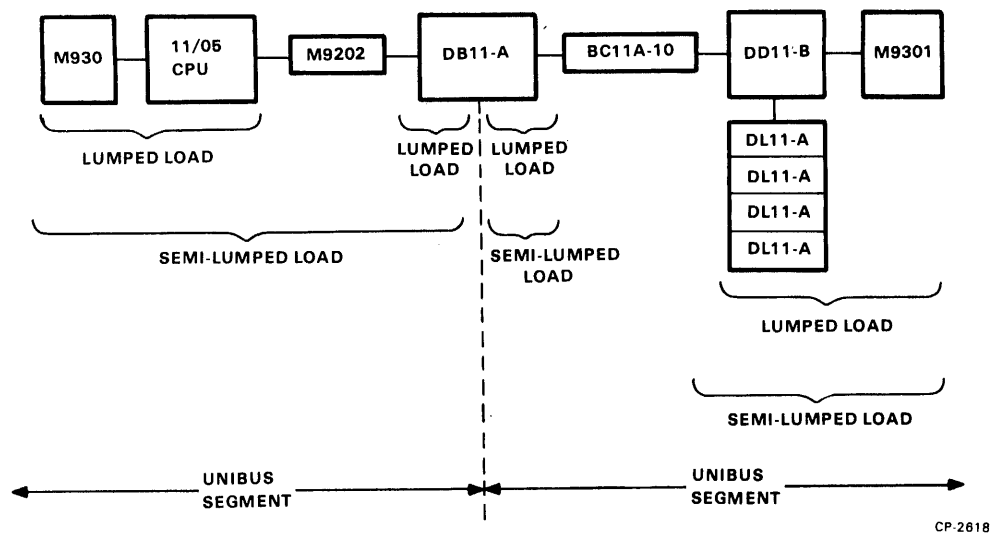 M930
11/05
CPU
M9202
DB11-A
BC11A-10
DD11-B
M9301
DL11-A
DL11-A
DL11-A
DL11-A
LUMPED LOAD
LUMPED
LOAD
LUMPED
LOAD
SEMI-LUMPED LOAD
SEMI-LUMPED
LOAD
LUMPED LOAD
SEMI-LUMPED LOAD
UNIBUS
SEGMENT
UNIBUS
SEGMENT
CP-2618